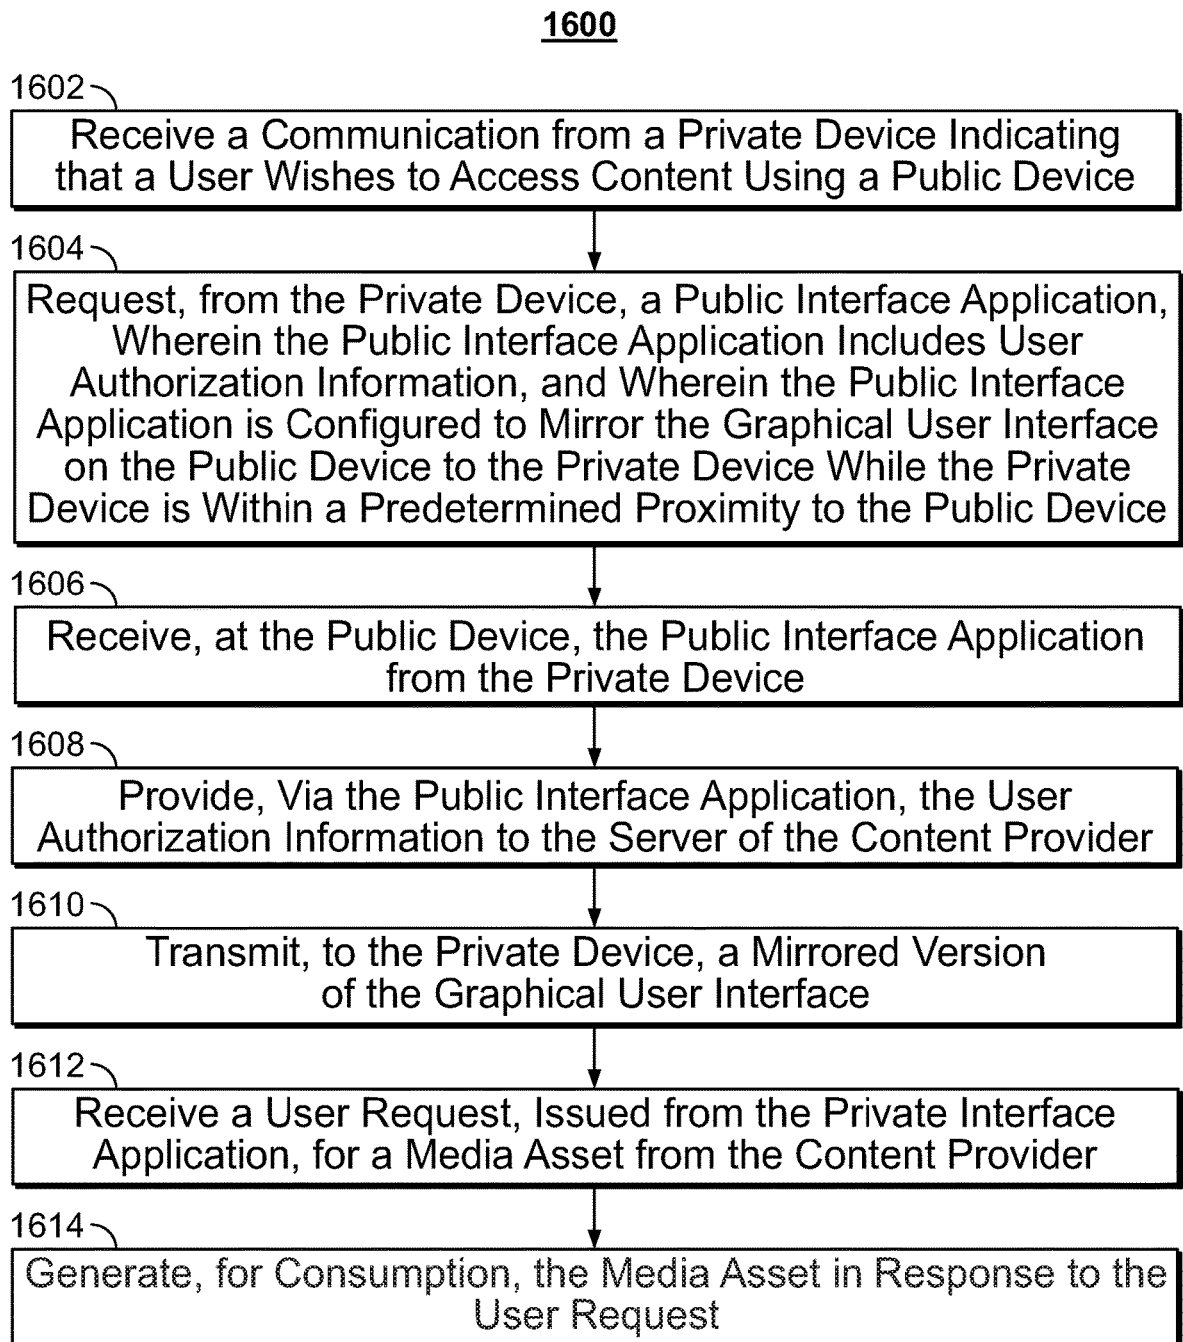 1600
1602
Receive a Communication from a Private Device Indicating
that a User Wishes to Access Content Using a Public Device
1604
Request, from the Private Device, a Public Interface Application,
Wherein the Public Interface Application Includes User
Authorization Information, and Wherein the Public Interface
Application is Configured to Mirror the Graphical User Interface
on the Public Device to the Private Device While the Private
Device is Within a Predetermined Proximity to the Public Device
1606
Receive, at the Public Device, the Public Interface Application
from the Private Device
1608
Provide, Via the Public Interface Application, the User
Authorization Information to the Server of the Content Provider
1610
Transmit, to the Private Device, a Mirrored Version
of the Graphical User Interface
1612
Receive a User Request, Issued from the Private Interface
Application, for a Media Asset from the Content Provider
1614
Generate, for Consumption, the Media Asset in Response to the
User Request